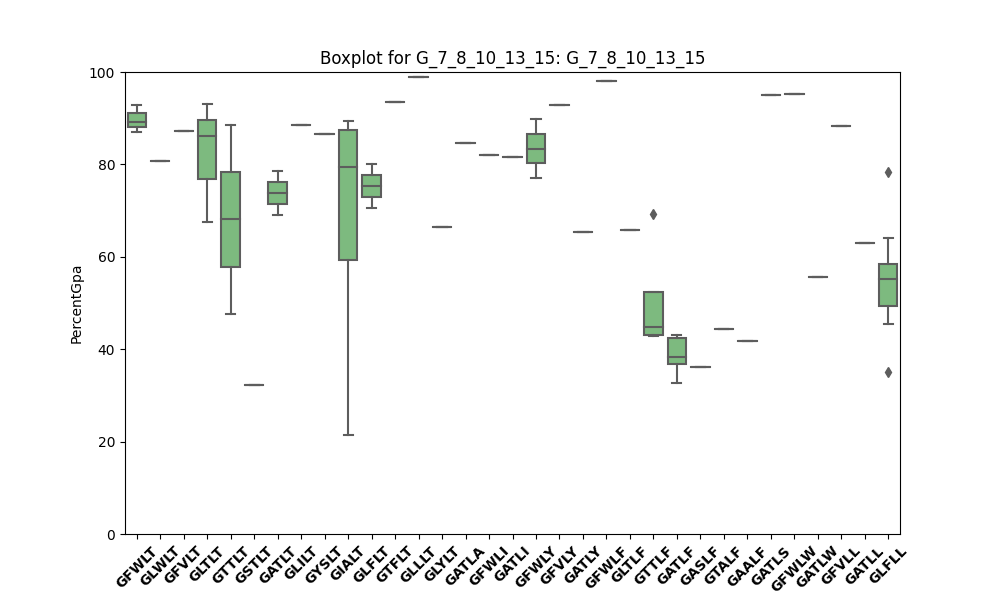 Boxplot for G_7_8_10_13_15: G_7_8_10_13_15
PercentGpa
100
80
60
40
20
0
GFWLT
GLWLT
GFVLT
GLTLT
GTTLT
GSTLT
GATLT
GLILT
GYSLT
GIALT
GLFLT
GTFLT
GLLLT
GLYLT
GATLA
GFWLI
GATLI
GFWLY
GFVLY
GATLY
GFWLF
GLTLF
GTTLF
GATLF
GASLF
GTALF
GAALF
GATLS
GFWLW
GATLW
GFVLL
GATLL
GLFLL